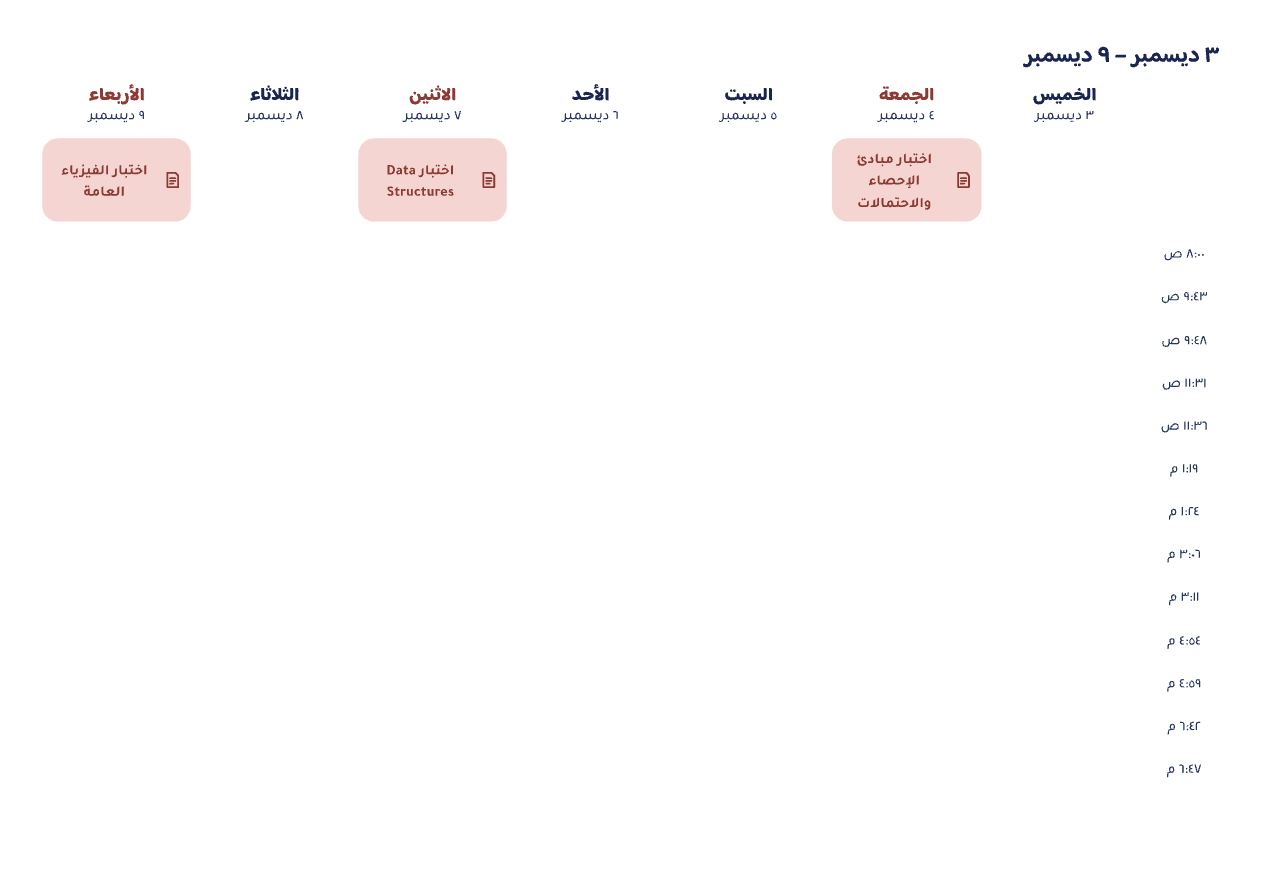 ٣ ديسمبر – ٩ ديسمبر
الخميس
٣ ديسمبر
الجمعة
٤ ديسمبر
السبت
٥ ديسمبر
الأحد
٦ ديسمبر
الاثنين
٧ ديسمبر
الثلاثاء
٨ ديسمبر
الأربعاء
٩ ديسمبر
اختبار مبادئ
الإحصاء
والاحتمالات
اختبار Data
Structures
اختبار الفيزياء
العامة
٨:٠٠ ص
٩:٤٣ ص
٩:٤٨ ص
١١:٣١ ص
١١:٣٦ ص
١:١٩ م
١:٢٤ م
٣:٠٦ م
٣:١١ م
٤:٥٤ م
٤:٥٩ م
٦:٤٢ م
٦:٤٧ م